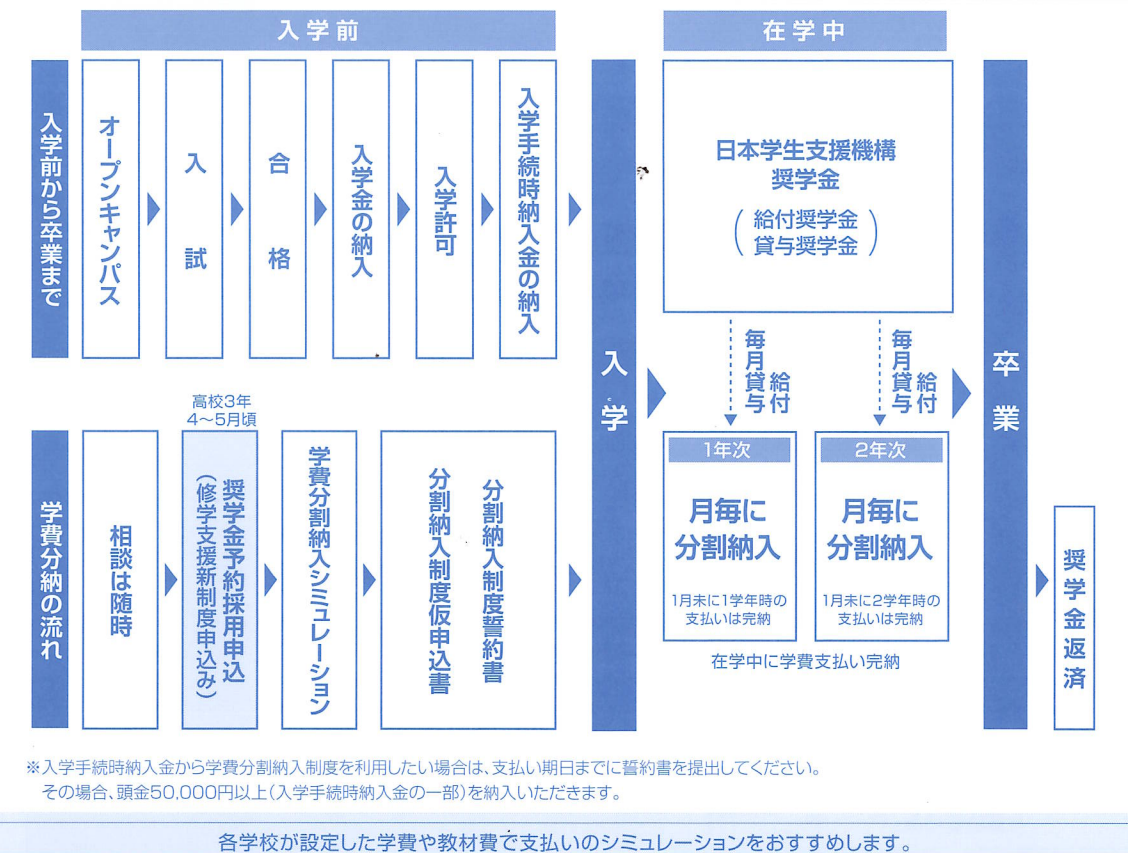 入学前
在学中
入学前から卒業まで
オープンキャンパス
入試
合格
入学金の納入
入学許可
入学手続時納入金の納入
入学
日本学生支援機構
奨学金
(給付奨学金
貸与奨学金)
毎月貸与
給付
毎月貸与
給付
卒業
学費分納の流れ
相談は随時
高校3年
4〜5月頃
奨学金予約採用申込
(修学支援新制度申込み)
学費分割納入シミュレーション
分割納入制度誓約書
分割納入制度仮申込書
1年次
月毎に
分割納入
1月末に1学年時の
支払いは完納
2年次
月毎に
分割納入
1月末に2学年時の
支払いは完納
在学中に学費支払い完納
奨学金返済
※入学手続時納入金から学費分割納入制度を利用したい場合は、支払い期日までに誓約書を提出してください。
その場合、頭金50,000円以上(入学手続時納入金の一部)を納入いただきます。
各学校が設定した学費や教材費で支払いのシミュレーションをおすすめします。